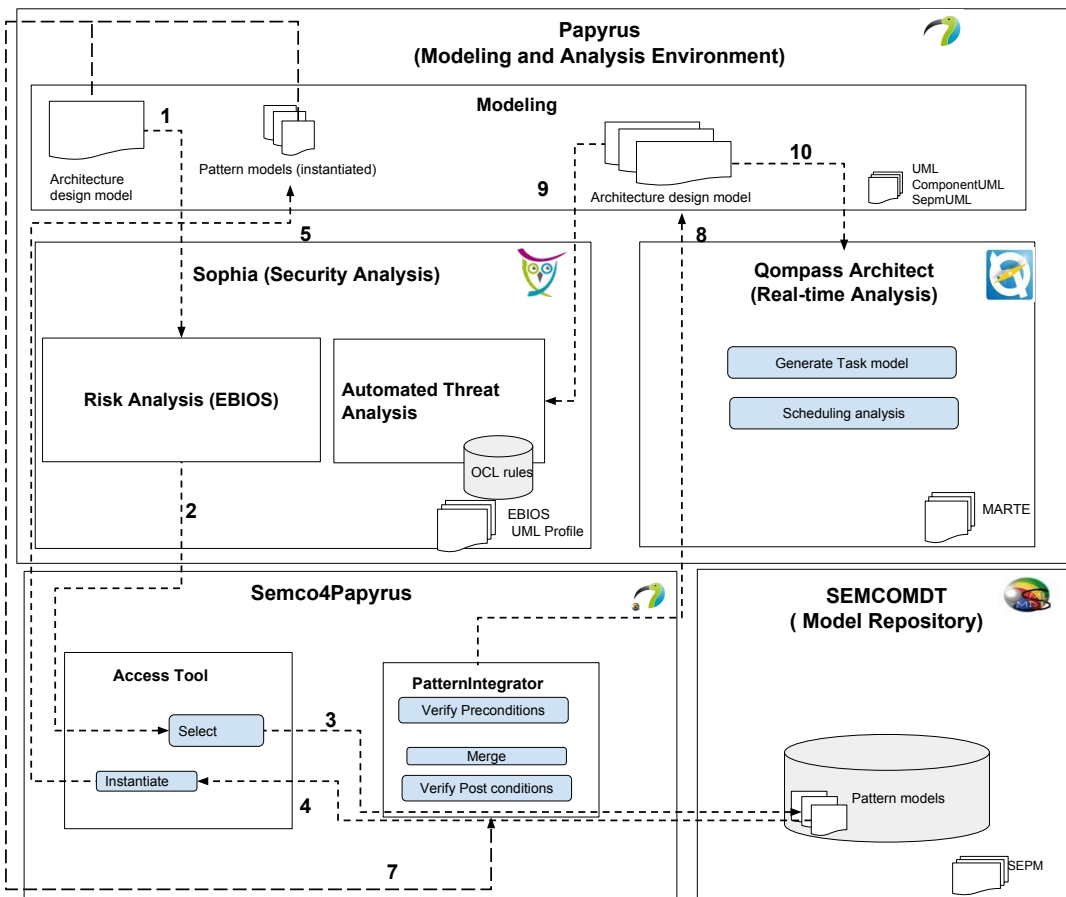 Papyrus
(Modeling and Analysis Environment)
Modeling
1
Architecture
design model
Pattern models (instantiated)
9
10
Architecture design model
UML
ComponentUML
SepmUML
5
8
Sophia (Security Analysis)
Risk Analysis (EBIOS)
Automated Threat
Analysis
OCL rules
EBIOS
UML Profile
2
Qompass Architect
(Real-time Analysis)
Generate Task model
Scheduling analysis
MARTE
Semco4Papyrus
Access Tool
Select
Instantiate
3
4
PatternIntegrator
Verify Preconditions
Merge
Verify Post conditions
7
SEMCOMDT
( Model Repository)
Pattern models
SEPM